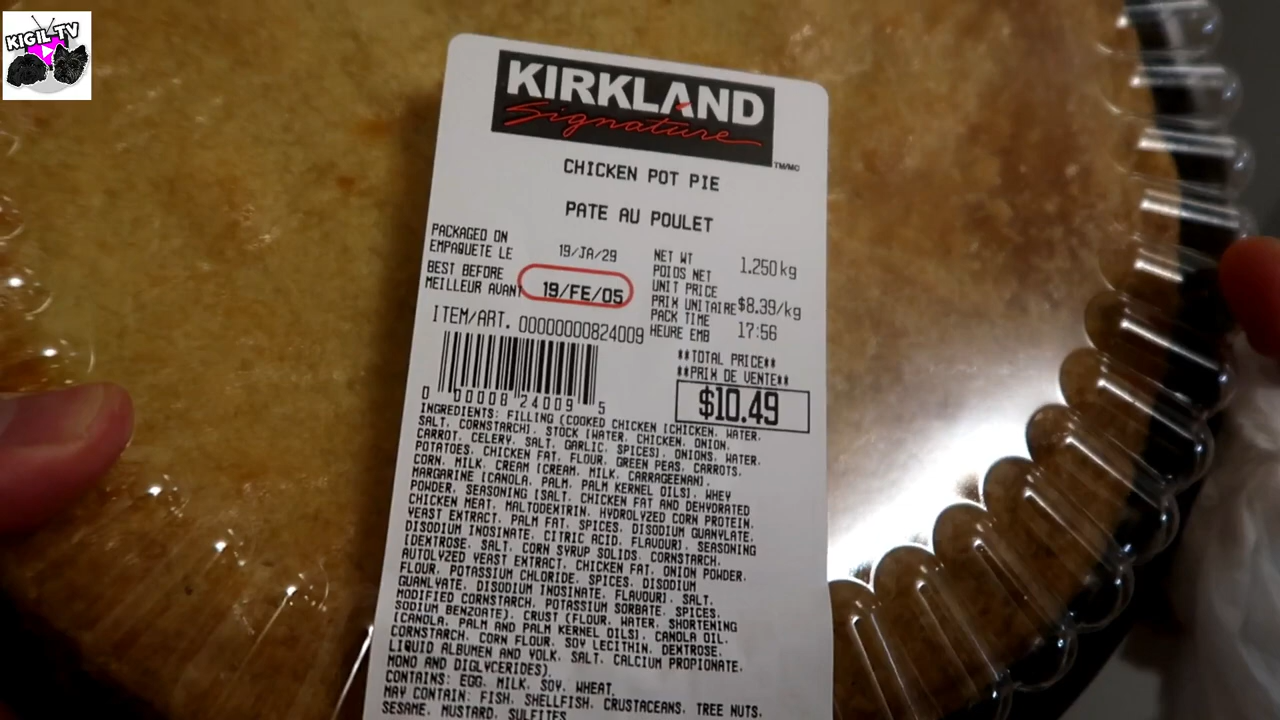 KIGIL TV
KIRKLAND
Signature
TM/MC
CHICKEN POT PIE
PATE AU POULET
PACKAGED ON
EMPAQUETE LE 19/JA/29
BEST BEFORE
MEILLEUR AVANT 19/FE/05
NET WT
POIDS NET 1.250 kg
UNIT PRICE
PRIX UNITAIRE $8.39/kg
PACK TIME
HEURE EMB 17:56
ITEM/ART. 00000000824009
**TOTAL PRICE**
**PRIX DE VENTE**
$10.49
0 00008 24009 5
INGREDIENTS: FILLING (COOKED CHICKEN [CHICKEN, WATER,
SALT, CORNSTARCH], STOCK [WATER, CHICKEN, ONION,
CARROT, CELERY, SALT, GARLIC, SPICES], ONIONS, WATER,
POTATOES, CHICKEN FAT, FLOUR, GREEN PEAS, CARROTS,
CORN, MILK, CREAM [CREAM, MILK, CARRAGEENAN],
MARGARINE [CANOLA, PALM, PALM KERNEL OILS], WHEY
POWDER, SEASONING [SALT, CHICKEN FAT AND DEHYDRATED
CHICKEN MEAT, MALTODEXTRIN, HYDROLYZED CORN PROTEIN,
YEAST EXTRACT, PALM FAT, SPICES, DISODIUM GUANYLATE,
DISODIUM INOSINATE, CITRIC ACID, FLAVOUR], SEASONING
[DEXTROSE, SALT, CORN SYRUP SOLIDS, CORNSTARCH,
AUTOLYZED YEAST EXTRACT, CHICKEN FAT, ONION POWDER,
FLOUR, POTASSIUM CHLORIDE, SPICES, DISODIUM
GUANLYATE, DISODIUM INOSINATE, FLAVOUR], SALT,
MODIFIED CORNSTARCH, POTASSIUM SORBATE, SPICES,
SODIUM BENZOATE), CRUST (FLOUR, WATER, SHORTENING
[CANOLA, PALM AND PALM KERNEL OILS], CANOLA OIL,
CORNSTARCH, CORN FLOUR, SOY LECITHIN, DEXTROSE,
LIQUID ALBUMEN AND YOLK, SALT, CALCIUM PROPIONATE,
MONO AND DIGLYCERIDES).
CONTAINS: EGG, MILK, SOY, WHEAT.
MAY CONTAIN: FISH, SHELLFISH, CRUSTACEANS, TREE NUTS,
SESAME, MUSTARD, SULFITES